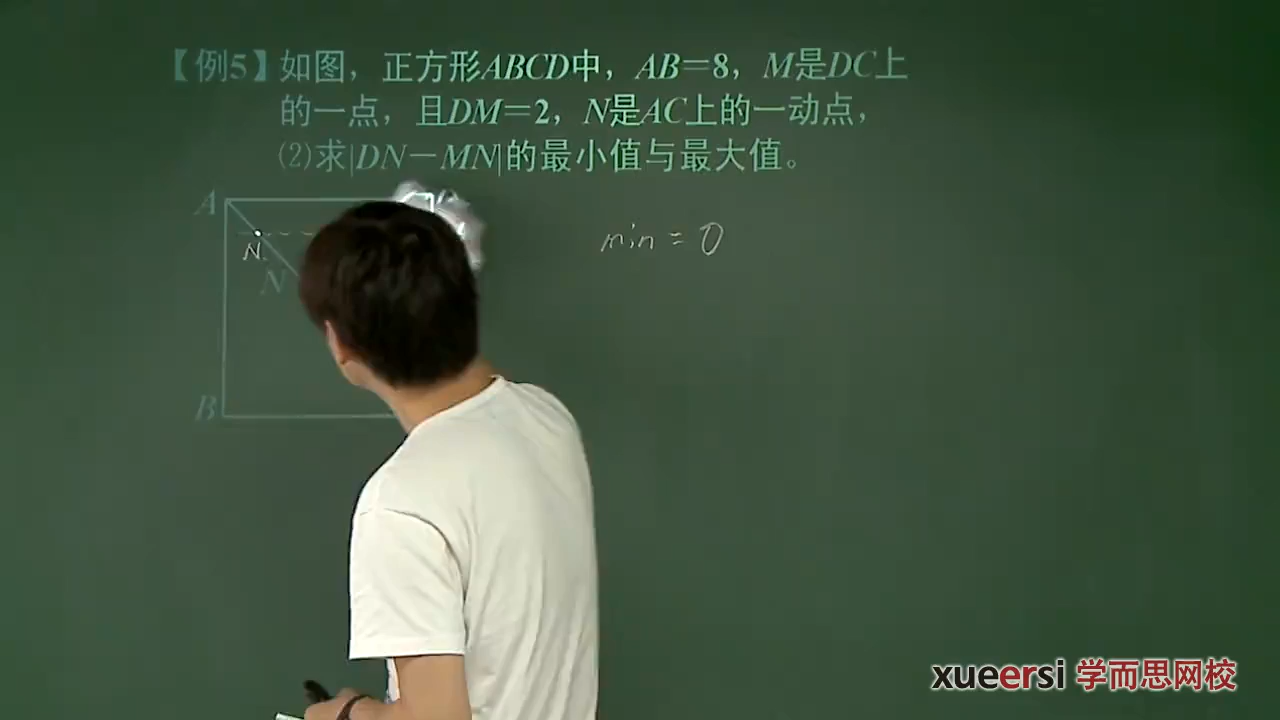 【例5】如图，正方形ABCD中，AB=8，M是DC上
的一点，且DM=2，N是AC上的一动点，
(2)求|DN-MN|的最小值与最大值。
A
N
N
B
min = 0
xueersi 学而思网校